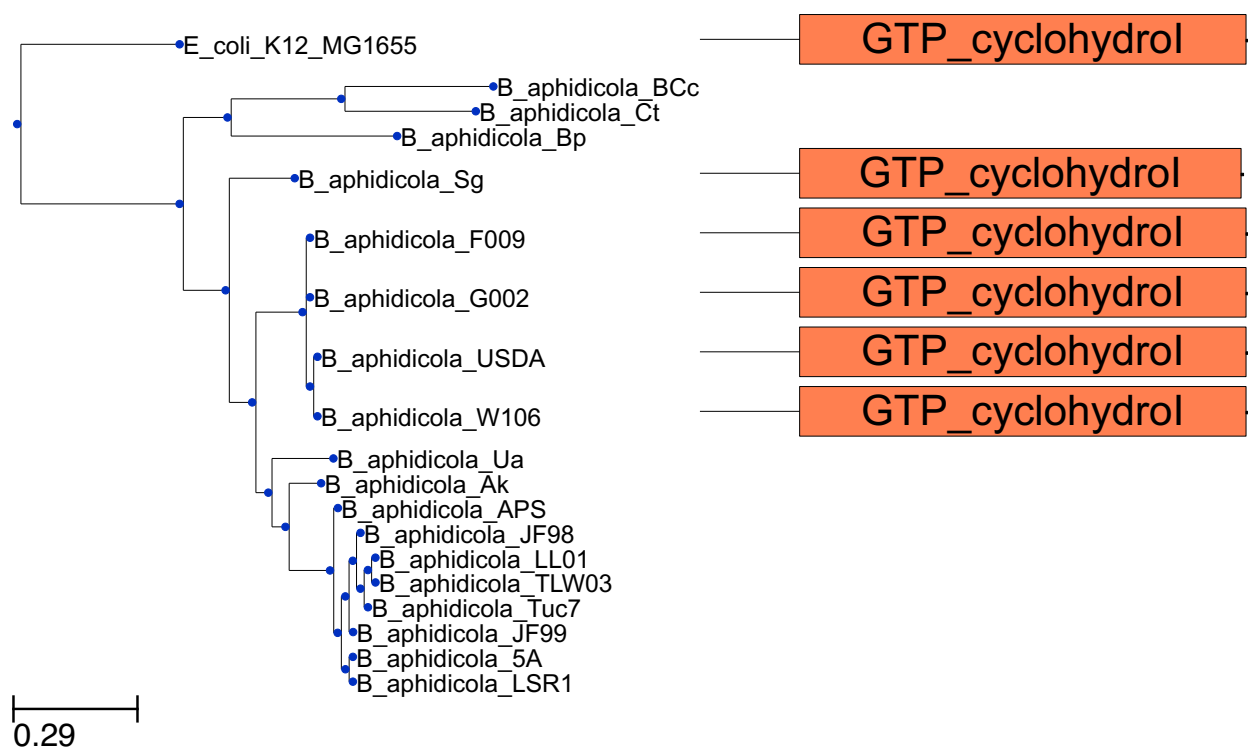 E_coli_K12_MG1655 GTP_cyclohydroI
B_aphidicola_BCc
B_aphidicola_Ct
B_aphidicola_Bp
B_aphidicola_Sg GTP_cyclohydroI
B_aphidicola_F009 GTP_cyclohydroI
B_aphidicola_G002 GTP_cyclohydroI
B_aphidicola_USDA GTP_cyclohydroI
B_aphidicola_W106 GTP_cyclohydroI
B_aphidicola_Ua
B_aphidicola_Ak
B_aphidicola_APS
B_aphidicola_JF98
B_aphidicola_LL01
B_aphidicola_TLW03
B_aphidicola_Tuc7
B_aphidicola_JF99
B_aphidicola_5A
B_aphidicola_LSR1
0.29